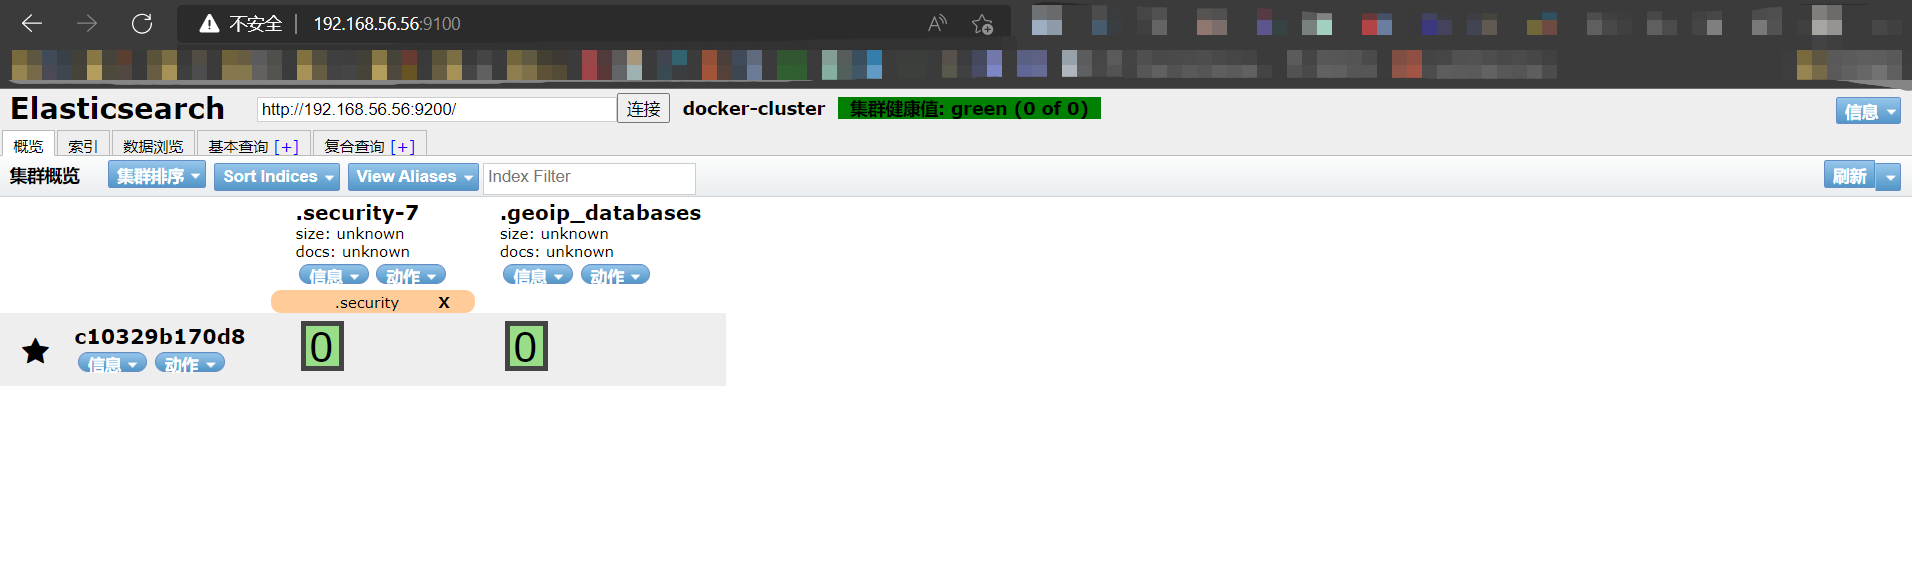 不安全 192.168.56.56:9100
Elasticsearch http://192.168.56.56:9200/ 连接 docker-cluster 集群健康值: green (0 of 0) 信息
概览 索引 数据浏览 基本查询 [+] 复合查询 [+]
集群概览 集群排序 Sort Indices View Aliases Index Filter 刷新
.security-7 .geoip_databases
size: unknown size: unknown
docs: unknown docs: unknown
信息 动作 信息 动作
.security X
c10329b170d8 0 0
信息 动作